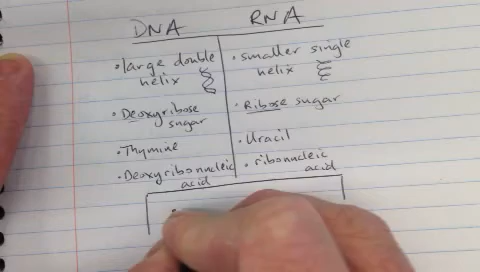 DNA RNA
• large double • smaller single
helix helix
• Deoxyribose • Ribose sugar
sugar
• Thymine • Uracil
• Deoxyribonucleic • ribonucleic
acid acid